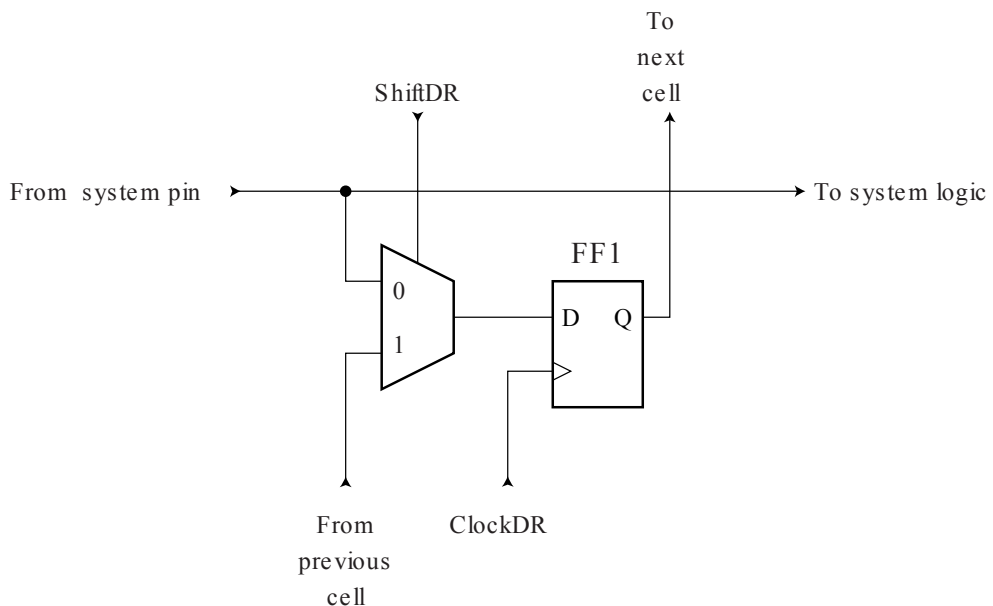 To
next
cell
ShiftDR
From system pin
To system logic
FF1
0
D Q
1
From
previous
cell
ClockDR